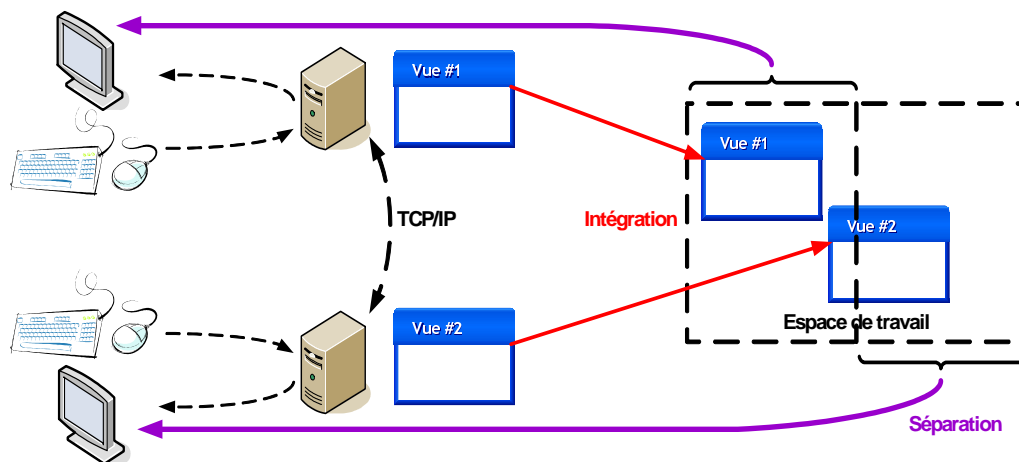 Vue #1
Vue #1
TCP/IP
Intégration
Vue #2
Vue #2
Espace de travail
Séparation